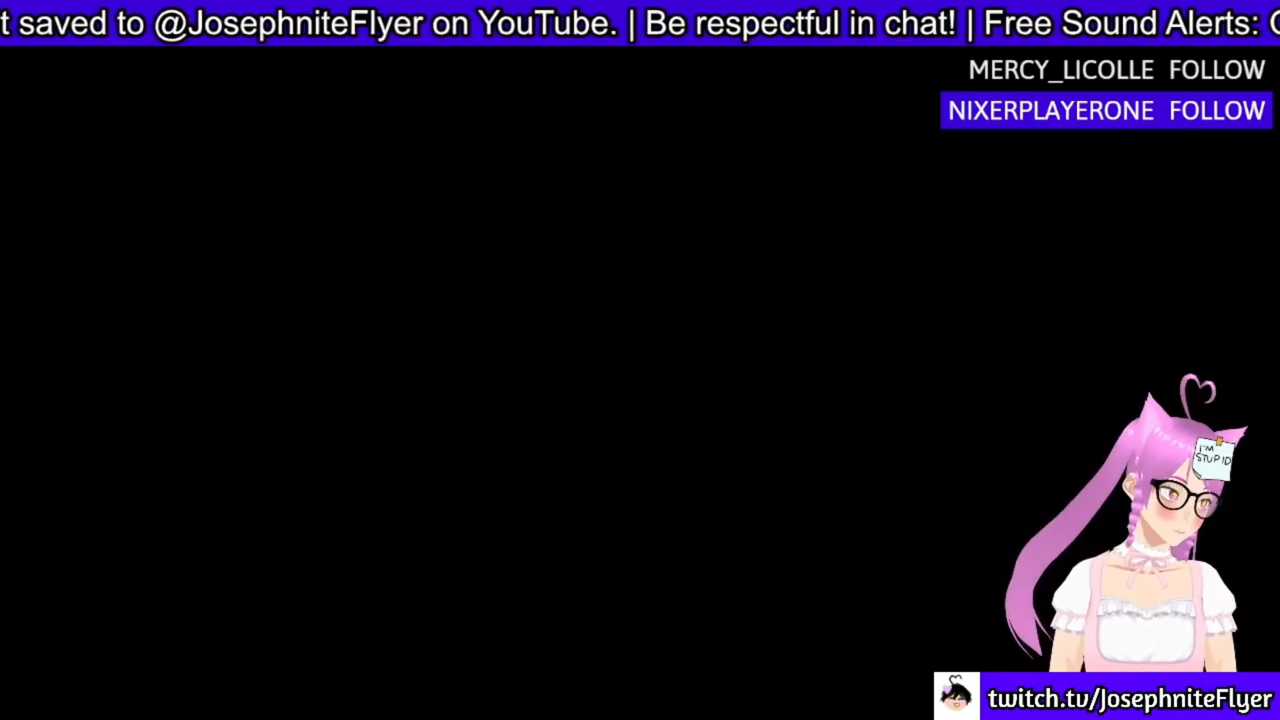 t saved to @JosephniteFlyer on YouTube. | Be respectful in chat! | Free Sound Alerts:
MERCY_LICOLLE FOLLOW
NIXERPLAYERONE FOLLOW
I'M
STUPID
twitch.tv/JosephniteFlyer